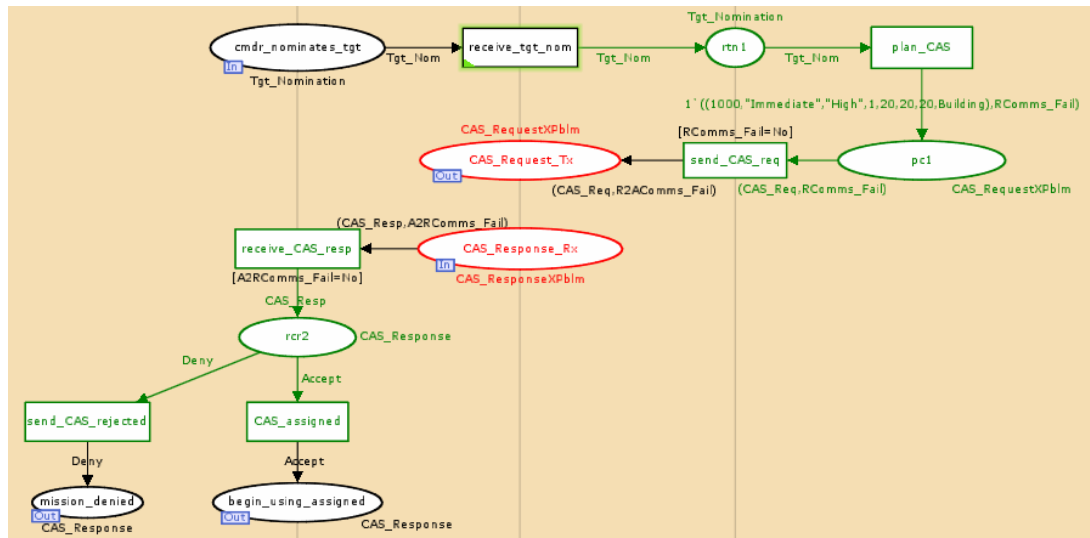 Tgt_Nomination
cmdr_nominates_tgt
Tgt_Nom
receive_tgt_nom
Tgt_Nom
rtn1
Tgt_Nom
plan_CAS
In
Tgt_Nomination
1`((1000,"Immediate","High",1,20,20,20,Building),RComms_Fail)
CAS_RequestXPblm
[RComms_Fail=No]
CAS_Request_Tx
send_CAS_req
pc1
Out
(CAS_Req,R2AComms_Fail)
(CAS_Req,RComms_Fail)
CAS_RequestXPblm
(CAS_Resp,A2RComms_Fail)
receive_CAS_resp
CAS_Response_Rx
In
[A2RComms_Fail=No]
CAS_ResponseXPblm
CAS_Resp
rcr2
CAS_Response
Deny
Accept
send_CAS_rejected
CAS_assigned
Deny
Accept
mission_denied
begin_using_assigned
Out
Out
CAS_Response
CAS_Response